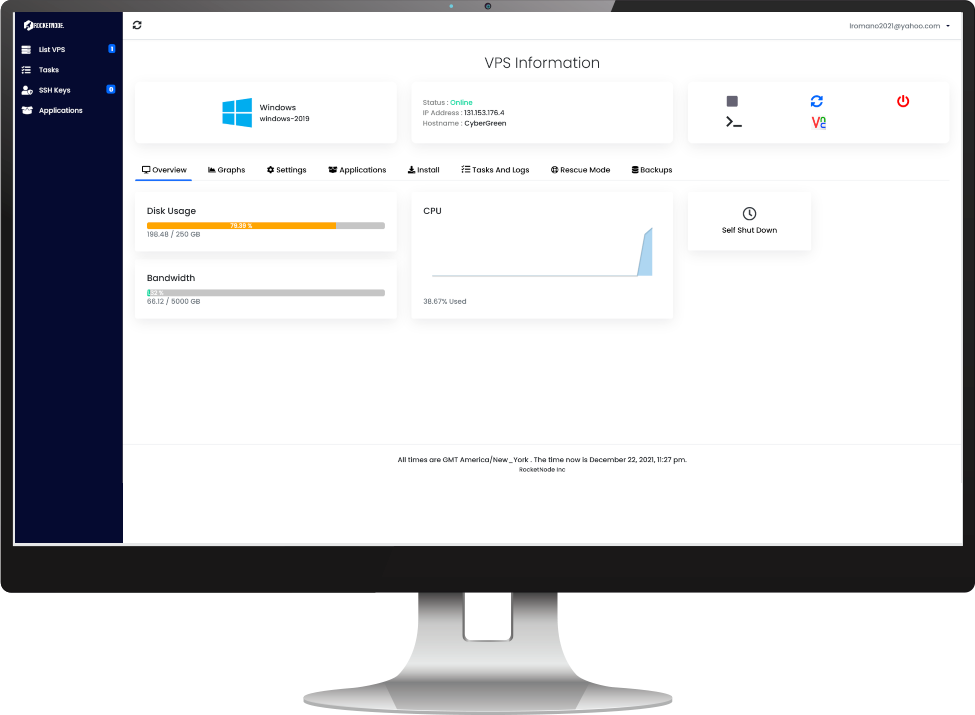 ROCKETNODE.
lromano2021@yahoo.com
List VPS 1
Tasks
SSH Keys 0
Applications
VPS Information
Windows
windows-2019
Status : Online
IP Address : 131.153.176.4
Hostname : CyberGreen
VNC
Overview Graphs Settings Applications Install Tasks And Logs Rescue Mode Backups
Disk Usage
79.39 %
198.48 / 250 GB
Bandwidth
66.12 / 5000 GB
CPU
38.67% Used
Self Shut Down
All times are GMT America/New_York . The time now is December 22, 2021, 11:27 pm.
RocketNode Inc